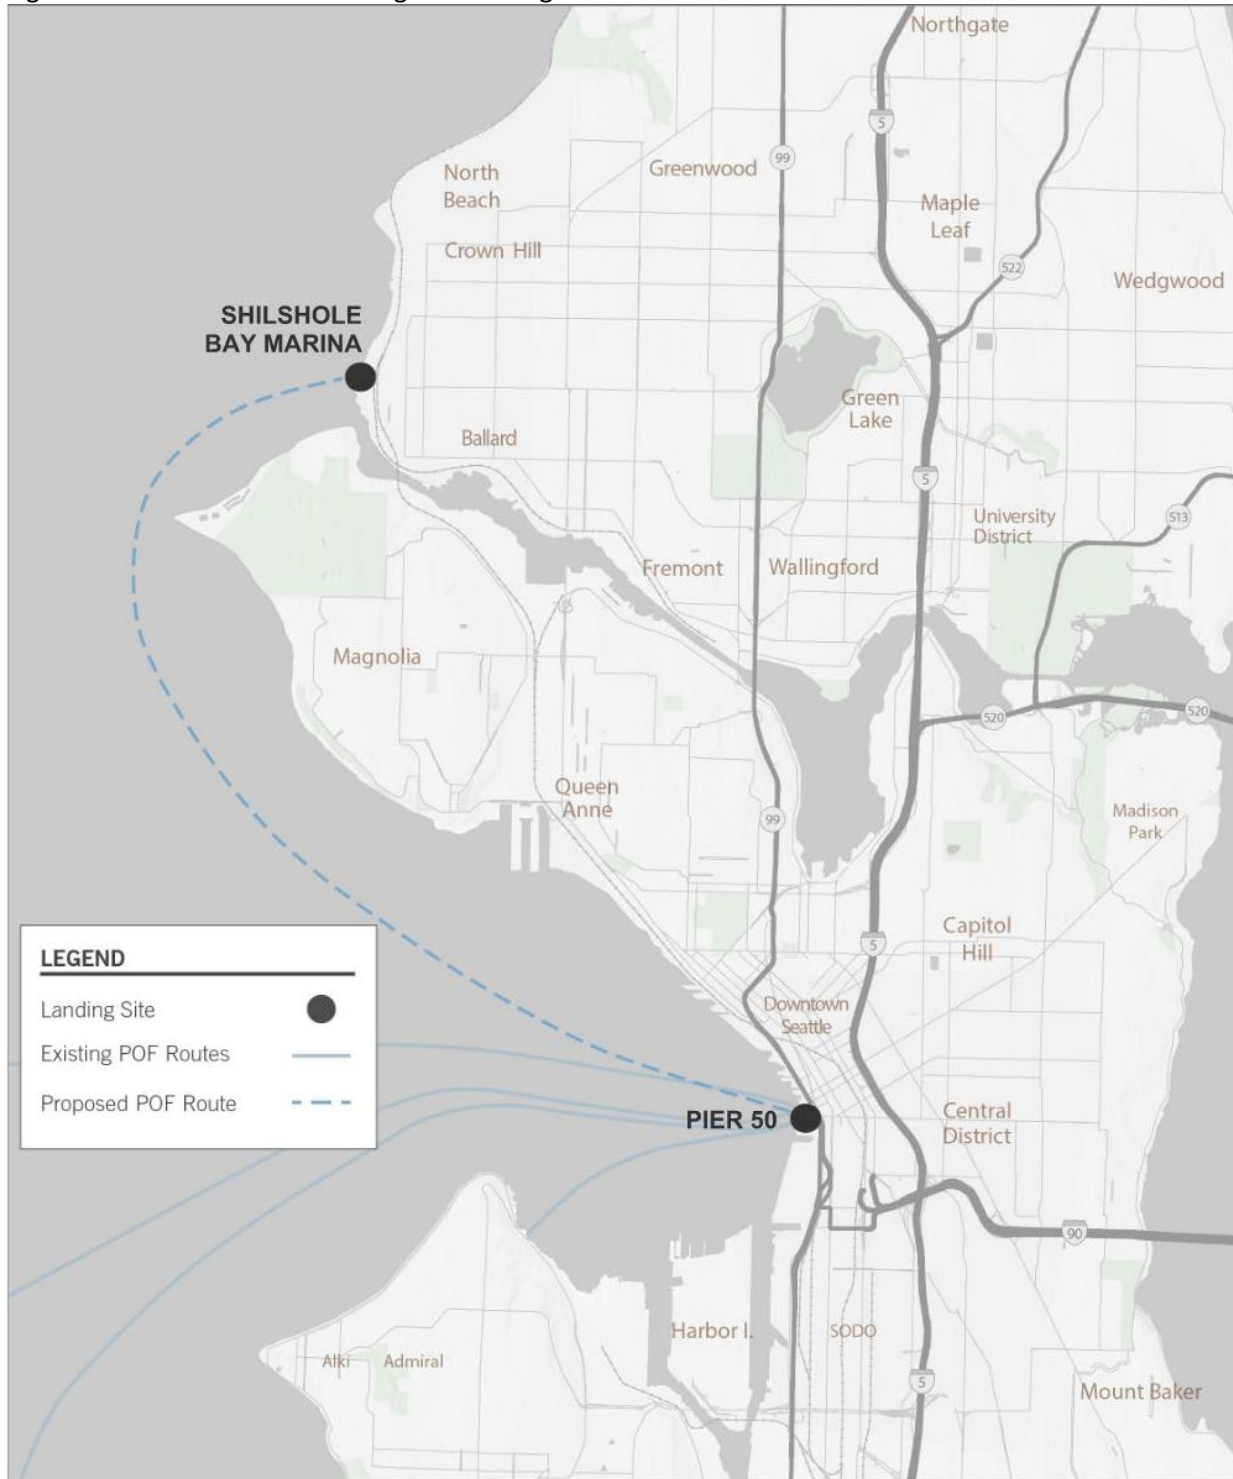 Northgate
5
99
North
Beach
Greenwood
Maple
Leaf
Crown Hill
522
Wedgwood
SHILSHOLE
BAY MARINA
Green
Lake
Ballard
5
University
District
513
Fremont
Wallingford
Magnolia
520
520
Queen
Anne
99
Madison
Park
Capitol
Hill
5
LEGEND
Landing Site
Existing POF Routes
Proposed POF Route
Downtown
Seattle
PIER 50
Central
District
90
Harbor I.
SODO
Alki
Admiral
5
Mount Baker